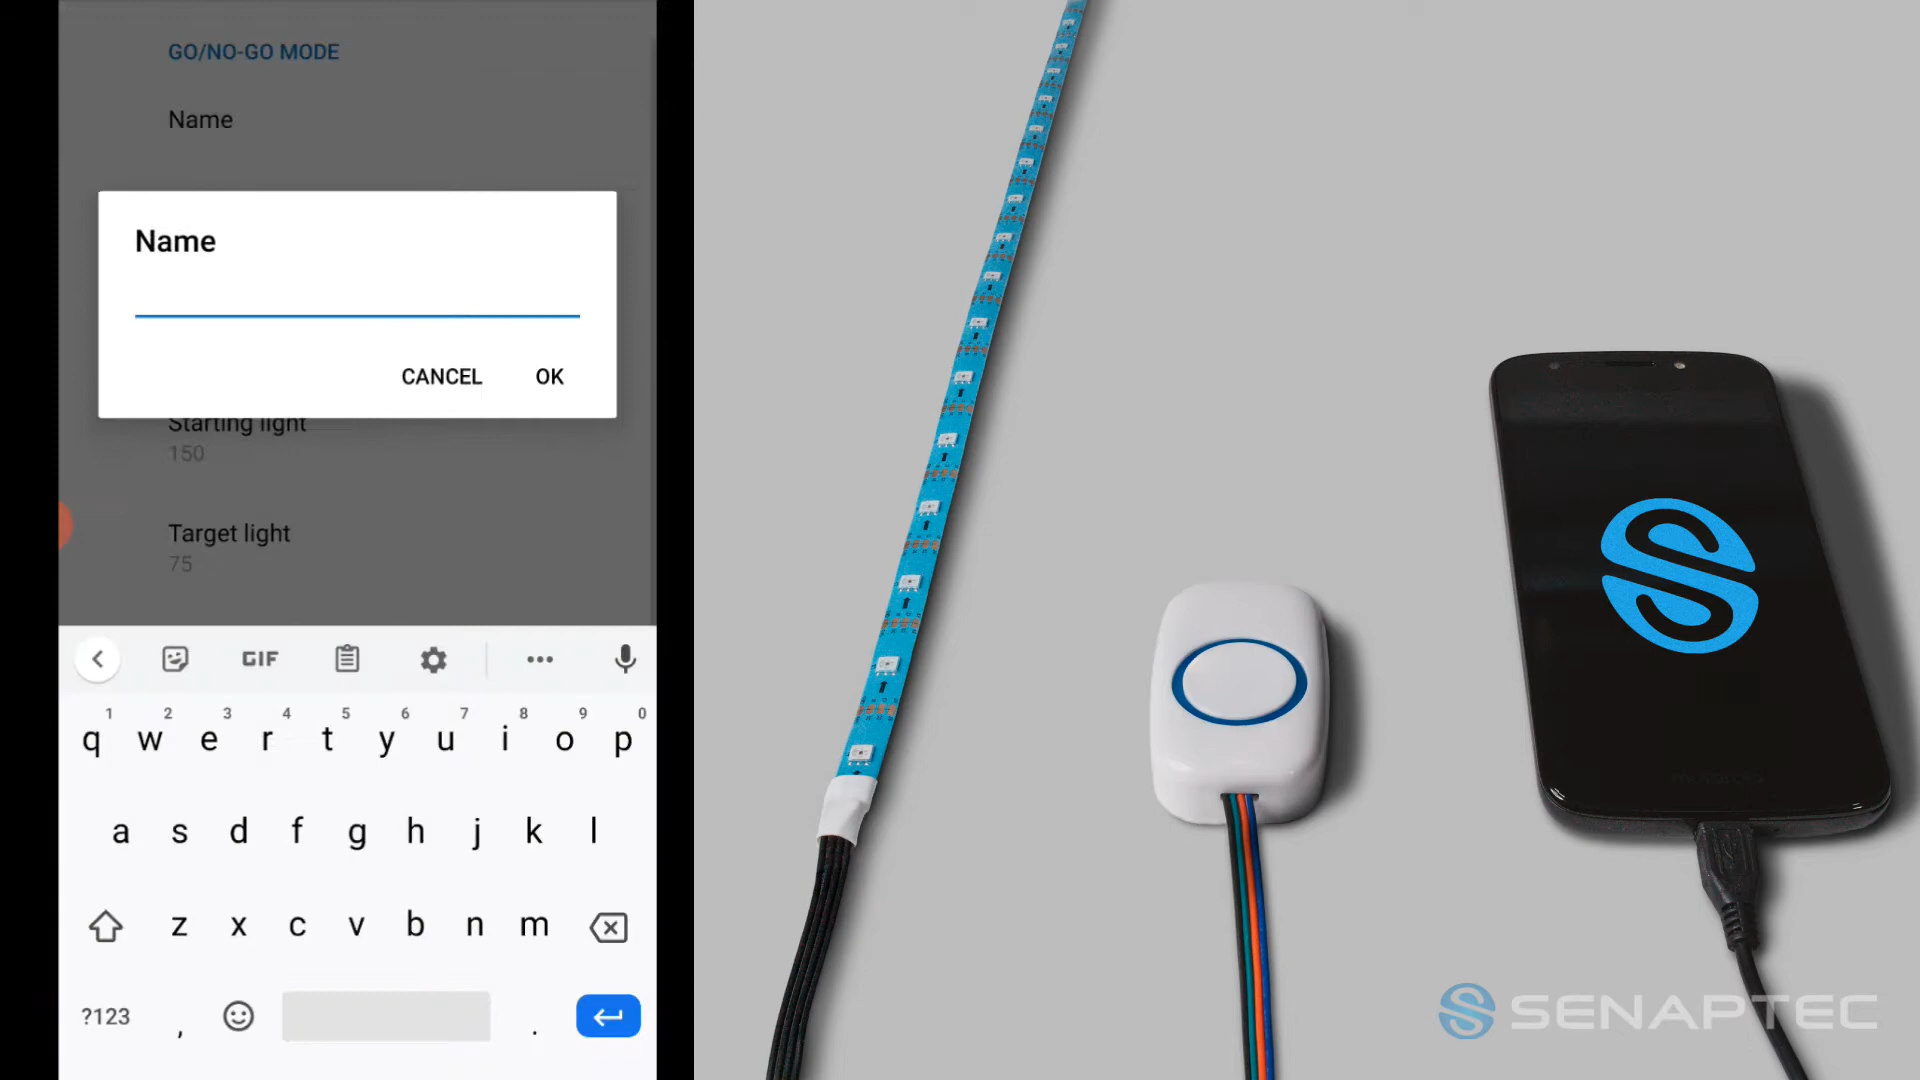 GO/NO-GO MODE
Name
Name
CANCEL OK
Starting light
150
Target light
75
GIF
1 2 3 4 5 6 7 8 9 0
q w e r t y u i o p
a s d f g h j k l
z x c v b n m
?123 , .
SENAPTEC